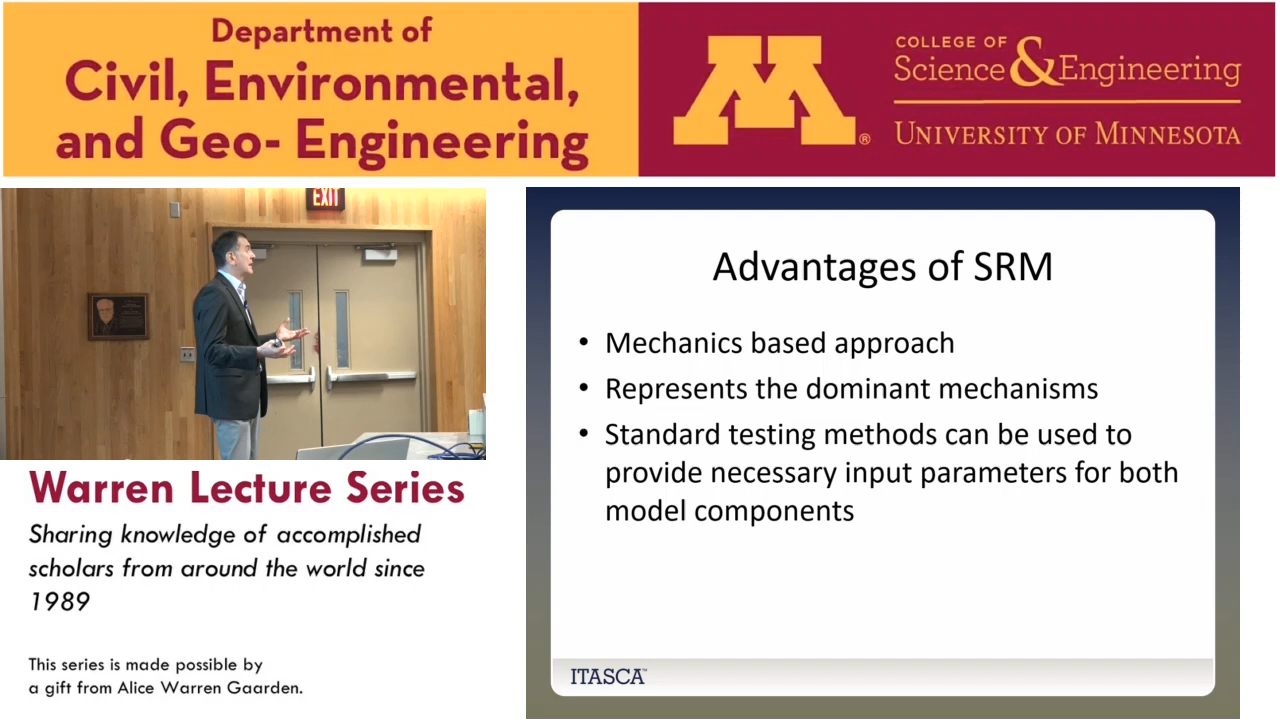 Department of
Civil, Environmental,
and Geo- Engineering
M®
COLLEGE OF
Science & Engineering
UNIVERSITY OF MINNESOTA
EXIT
Warren Lecture Series
Sharing knowledge of accomplished
scholars from around the world since
1989
This series is made possible by
a gift from Alice Warren Gaarden.
Advantages of SRM
• Mechanics based approach
• Represents the dominant mechanisms
• Standard testing methods can be used to
provide necessary input parameters for both
model components
ITASCA™